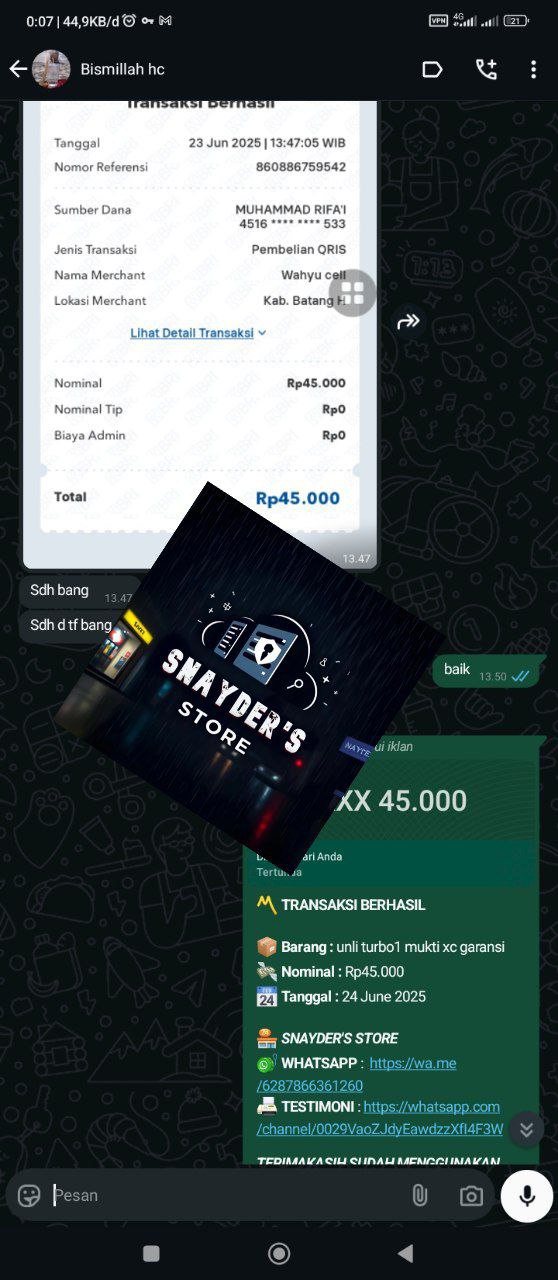 0:07 | 44,9KB/d
VPN 4G 21
Bismillah hc
Transaksi Berhasil
Tanggal 23 Jun 2025 | 13:47:05 WIB
Nomor Referensi 860886759542
Sumber Dana MUHAMMAD RIFA'I
4516 **** **** 533
Jenis Transaksi Pembelian QRIS
Nama Merchant Wahyu cell
Lokasi Merchant Kab. Batang H
Lihat Detail Transaksi
Nominal Rp45.000
Nominal Tip Rp0
Biaya Admin Rp0
Total Rp45.000
13.47
Sdh bang 13.47
Sdh d tf bang
baik 13.50
SNAYDER'S
STORE
ui iklan
XX 45.000
ari Anda
〽️ TRANSAKSI BERHASIL
Barang : unli turbo1 mukti xc garansi
Nominal : Rp45.000
FEB 24 Tanggal : 24 June 2025
SNAYDER'S STORE
WHATSAPP : https://wa.me
/6287866361260
TESTIMONI : https://whatsapp.com
/channel/0029VaoZJdyEawdzzXfI4F3W
TERIMAKASIH SUDAH MENGGUNAKAN
Pesan